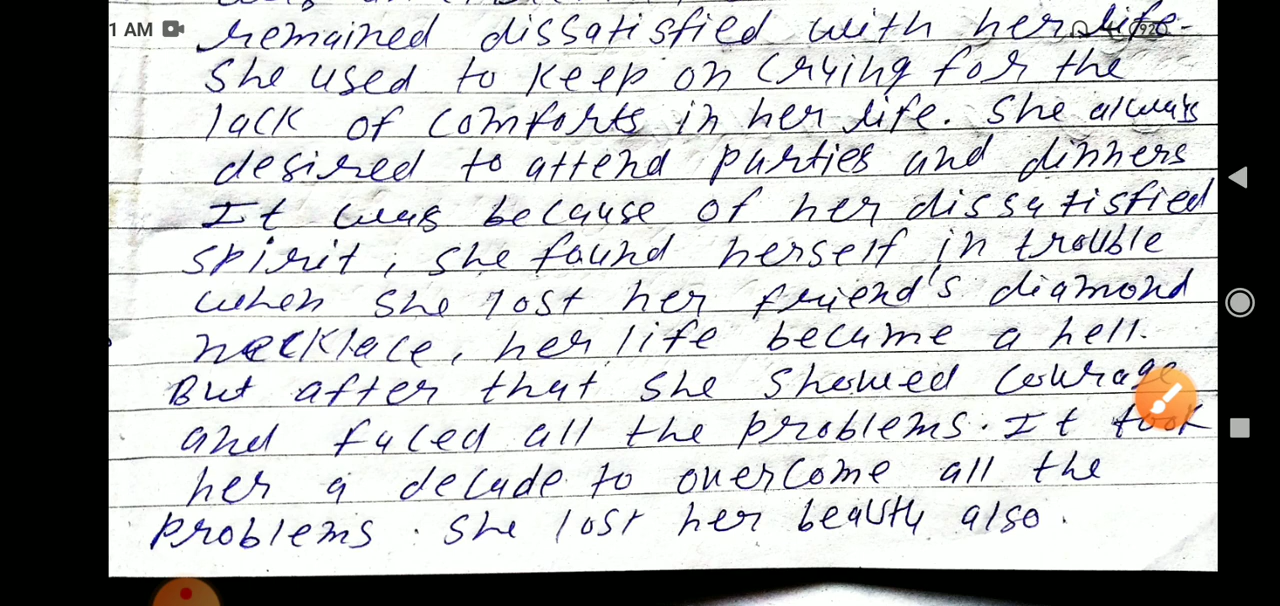 1 AM
remained dissatisfied with her life.
She used to keep on crying for the
lack of comforts in her life. She always
desired to attend parties and dinners
It was because of her dissatisfied
spirit, she found herself in trouble
when she lost her friend's diamond
necklace, her life became a hell.
But after that she showed courage
and faced all the problems. It took
her a decade to overcome all the
problems. She lost her beauty also.